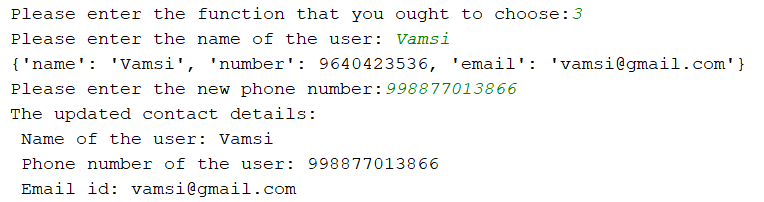 Please enter the function that you ought to choose:3
Please enter the name of the user: Vamsi
{'name': 'Vamsi', 'number': 9640423536, 'email': 'vamsi@gmail.com'}
Please enter the new phone number:998877013866
The updated contact details:
 Name of the user: Vamsi
 Phone number of the user: 998877013866
 Email id: vamsi@gmail.com